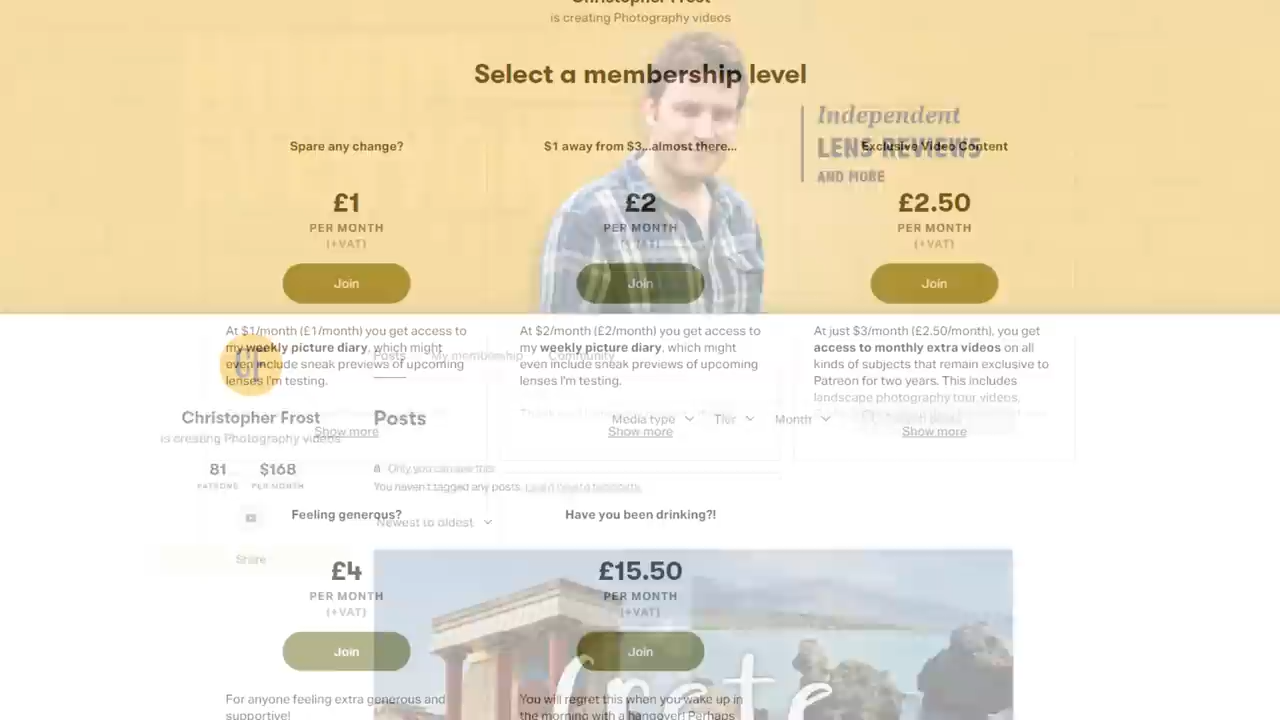 Christopher Frost
is creating Photography videos
Select a membership level
Independent
LENS REVIEWS
AND MORE
Spare any change?
£1
PER MONTH
(+VAT)
Join
At $1/month (£1/month) you get access to
my weekly picture diary, which might
even include sneak previews of upcoming
lenses I'm testing.
Show more
$1 away from $3...almost there...
£2
PER MONTH
(+VAT)
Join
At $2/month (£2/month) you get access to
my weekly picture diary, which might
even include sneak previews of upcoming
lenses I'm testing.
Show more
Exclusive Video Content
£2.50
PER MONTH
(+VAT)
Join
At just $3/month (£2.50/month), you get
access to monthly extra videos on all
kinds of subjects that remain exclusive to
Patreon for two years. This includes
landscape photography tour videos,
Show more
Posts
My membership
Community
Christopher Frost
is creating Photography videos
81
PATRONS
$168
PER MONTH
Share
Posts
Media type
Tier
Month
Only you can see this
You haven't tagged any posts.
Newest to oldest
Feeling generous?
£4
PER MONTH
(+VAT)
Join
For anyone feeling extra generous and
supportive!
Have you been drinking?!
£15.50
PER MONTH
(+VAT)
Join
You will regret this when you wake up in
the morning with a hangover! Perhaps
Crete